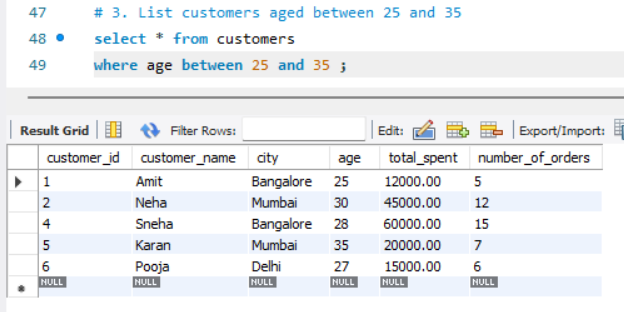 47 # 3. List customers aged between 25 and 35
48 select * from customers
49 where age between 25 and 35 ;
Result Grid Filter Rows: Edit: Export/Import:
customer_id customer_name city age total_spent number_of_orders
1 Amit Bangalore 25 12000.00 5
2 Neha Mumbai 30 45000.00 12
4 Sneha Bangalore 28 60000.00 15
5 Karan Mumbai 35 20000.00 7
6 Pooja Delhi 27 15000.00 6
NULL NULL NULL NULL NULL NULL